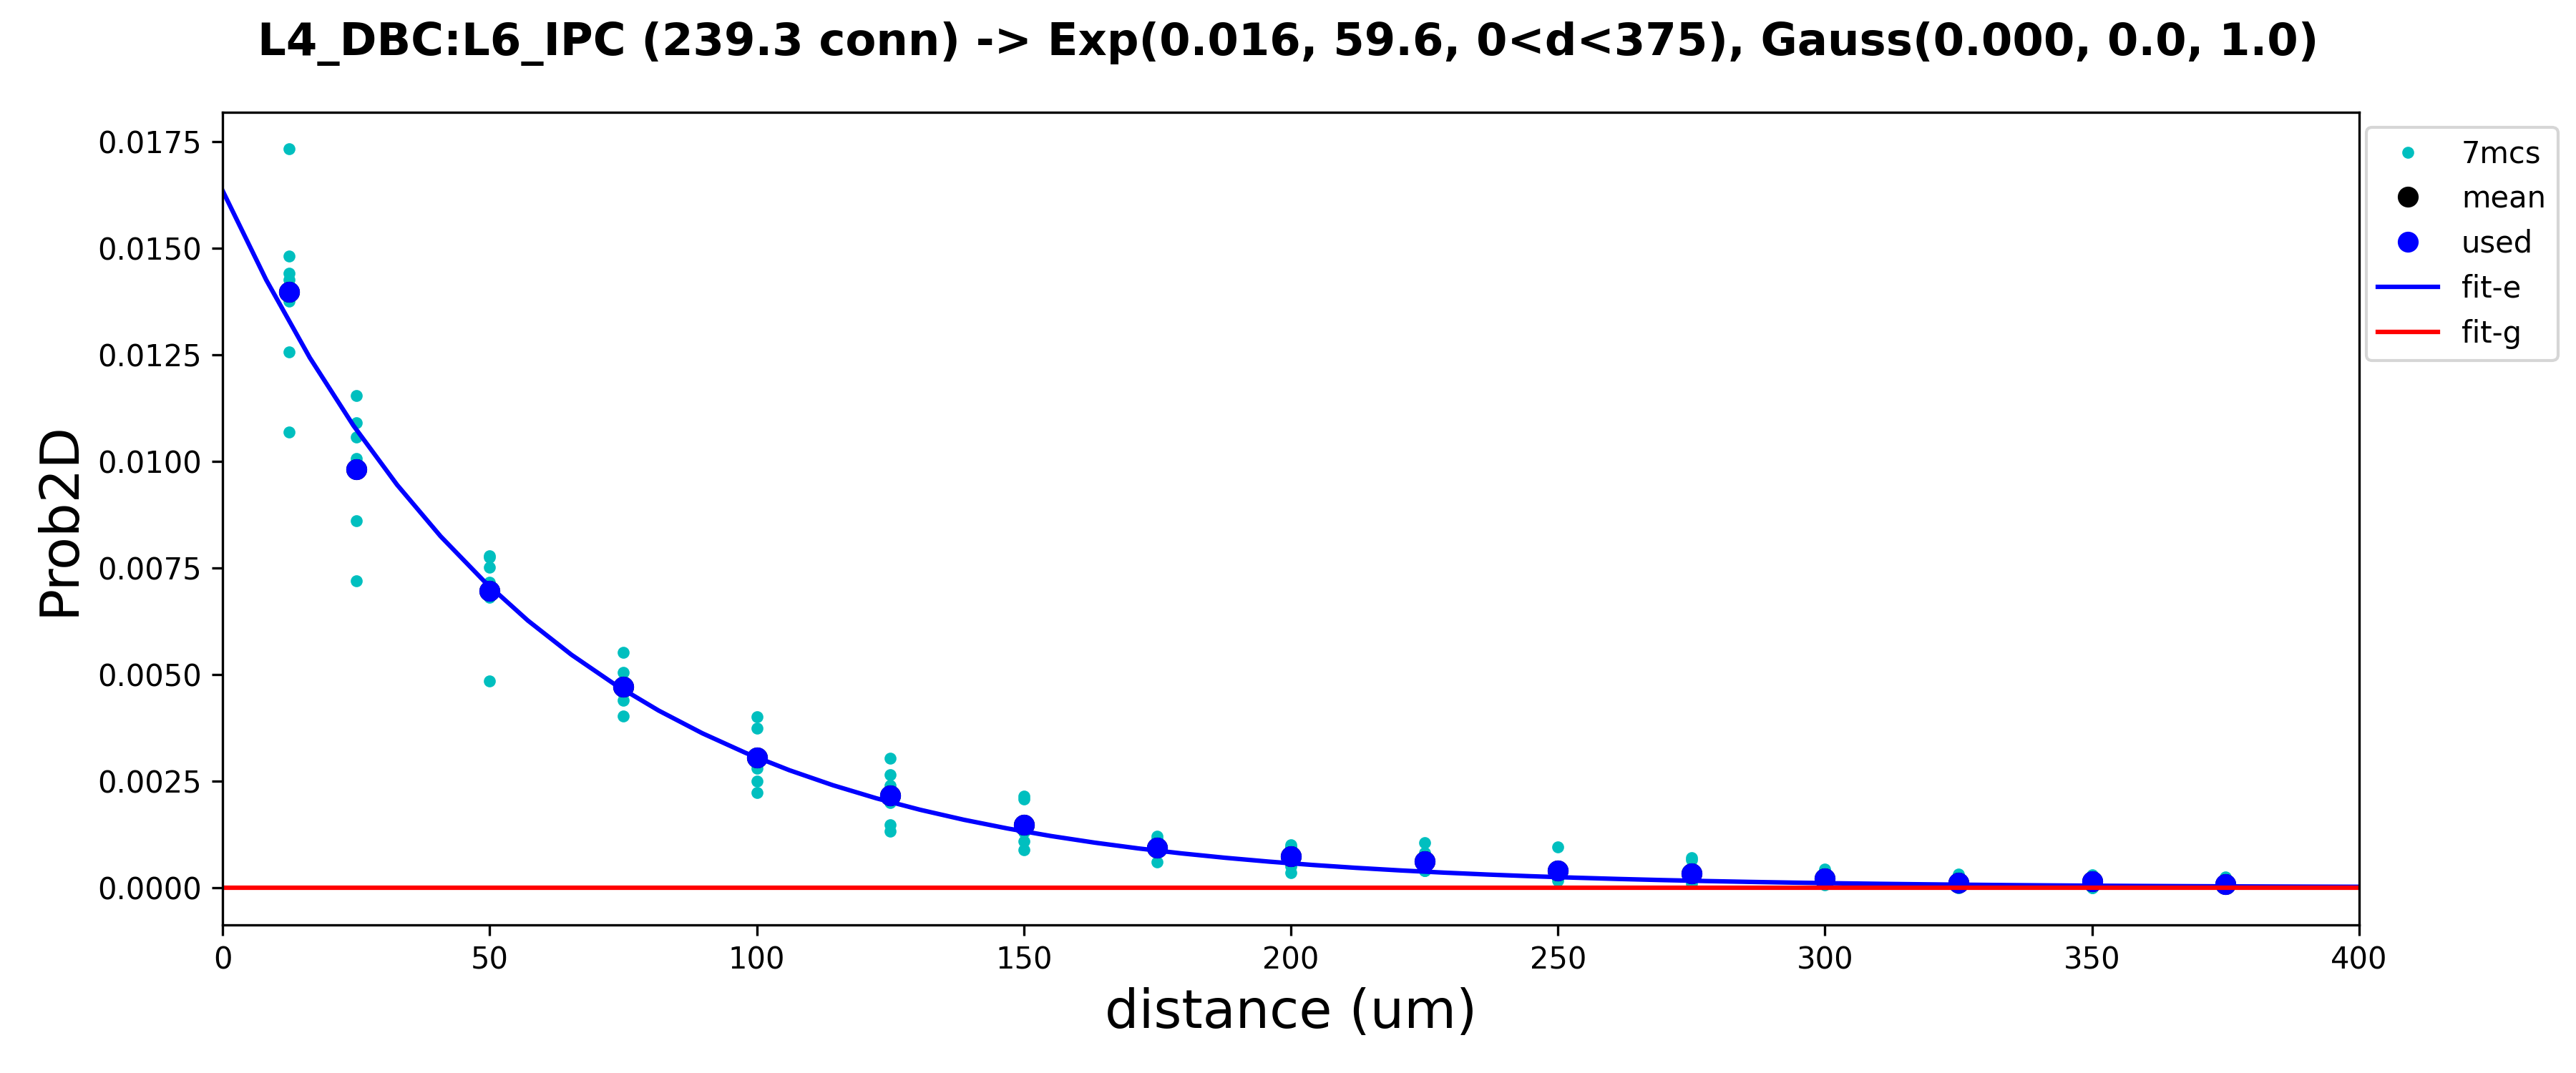 L4_DBC:L6_IPC (239.3 conn) -> Exp(0.016, 59.6, 0<d<375), Gauss(0.000, 0.0, 1.0)
0.0175
0.0150
0.0125
0.0100
0.0075
0.0050
0.0025
0.0000
Prob2D
0 50 100 150 200 250 300 350 400
distance (um)
7mcs
mean
used
fit-e
fit-g